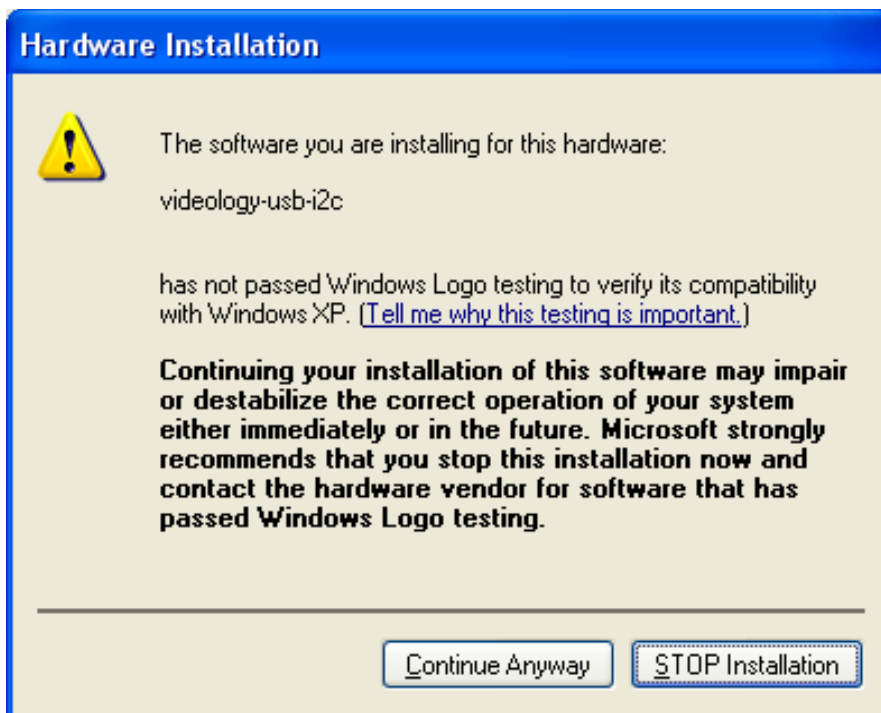 Hardware Installation
The software you are installing for this hardware:
videology-usb-i2c
has not passed Windows Logo testing to verify its compatibility
with Windows XP. (Tell me why this testing is important.)
Continuing your installation of this software may impair
or destabilize the correct operation of your system
either immediately or in the future. Microsoft strongly
recommends that you stop this installation now and
contact the hardware vendor for software that has
passed Windows Logo testing.
Continue Anyway STOP Installation